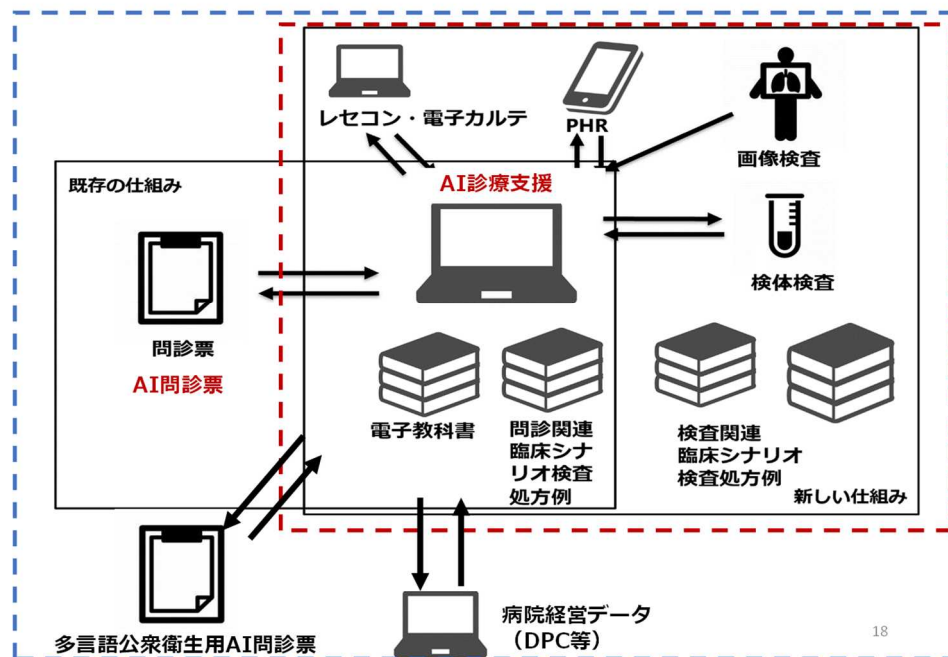 レセコン・電子カルテ
PHR
画像検査
既存の仕組み
AI診療支援
検体検査
問診票
AI問診票
電子教科書
問診関連
臨床シナ
リオ検査
処方例
検査関連
臨床シナリオ
検査処方例
新しい仕組み
多言語公衆衛生用AI問診票
病院経営データ
（DPC等）
18